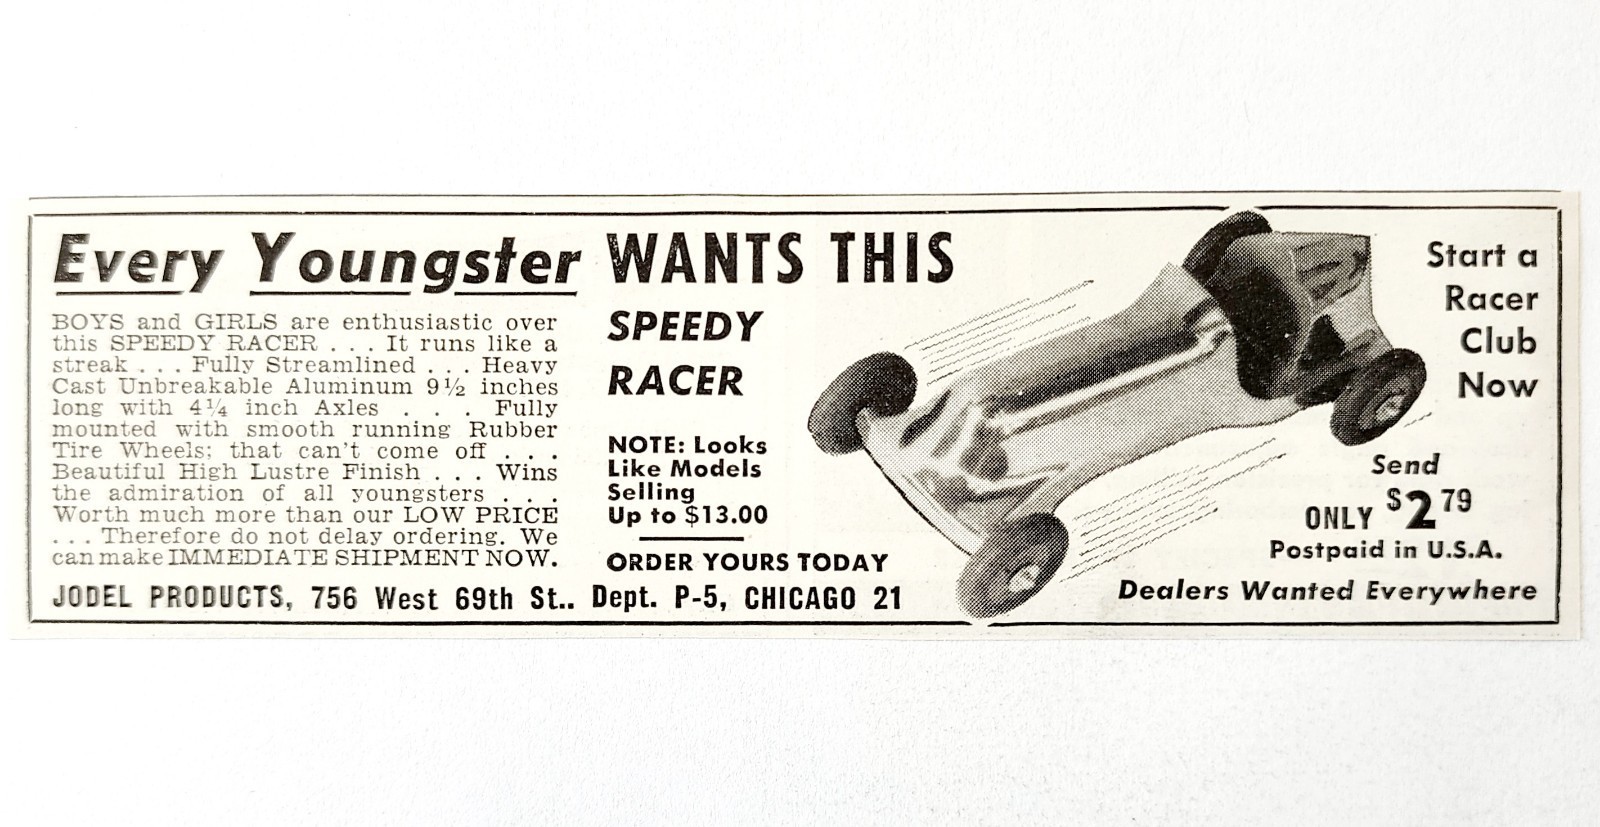 Every Youngster WANTS THIS
SPEEDY
RACER
BOYS and GIRLS are enthusiastic over
this SPEEDY RACER . . . It runs like a
streak . . . Fully Streamlined . . . Heavy
Cast Unbreakable Aluminum 9½ inches
long with 4¼ inch Axles . . . Fully
mounted with smooth running Rubber
Tire Wheels; that can't come off . . .
Beautiful High Lustre Finish . . . Wins
the admiration of all youngsters . . .
Worth much more than our LOW PRICE
. . . Therefore do not delay ordering. We
can make IMMEDIATE SHIPMENT NOW.
NOTE: Looks
Like Models
Selling
Up to $13.00
ORDER YOURS TODAY
JODEL PRODUCTS, 756 West 69th St.. Dept. P-5, CHICAGO 21
Start a
Racer
Club
Now
Send
ONLY $2.79
Postpaid in U.S.A.
Dealers Wanted Everywhere